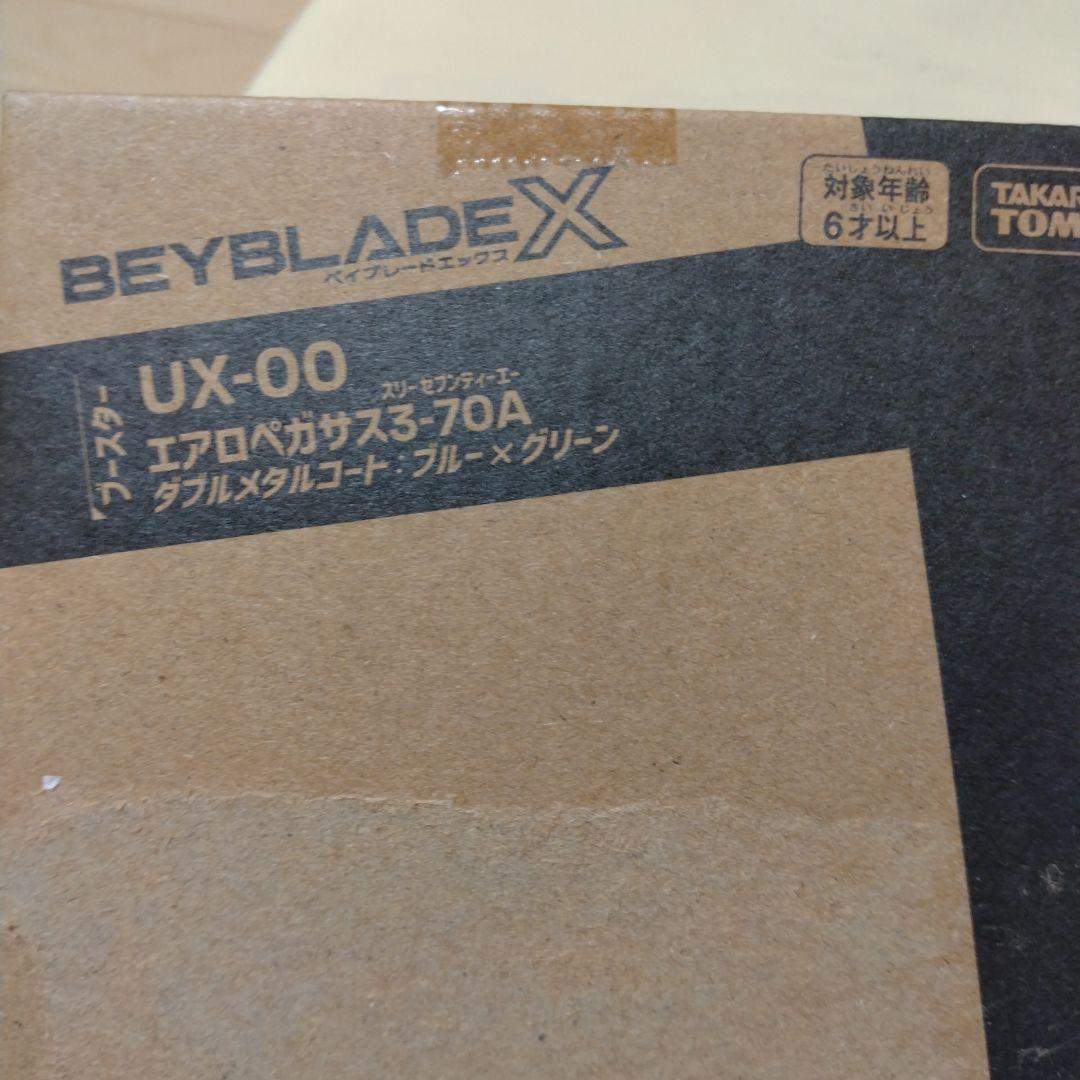 BEYBLADE X
ベイブレードエックス
たいしょうねんれい
対象年齢
さい いじょう
6才以上
TAKAR
TOM
ブースター
UX-00
スリーセブンティーエー
エアロペガサス3-70A
ダブルメタルコート:ブルー×グリーン